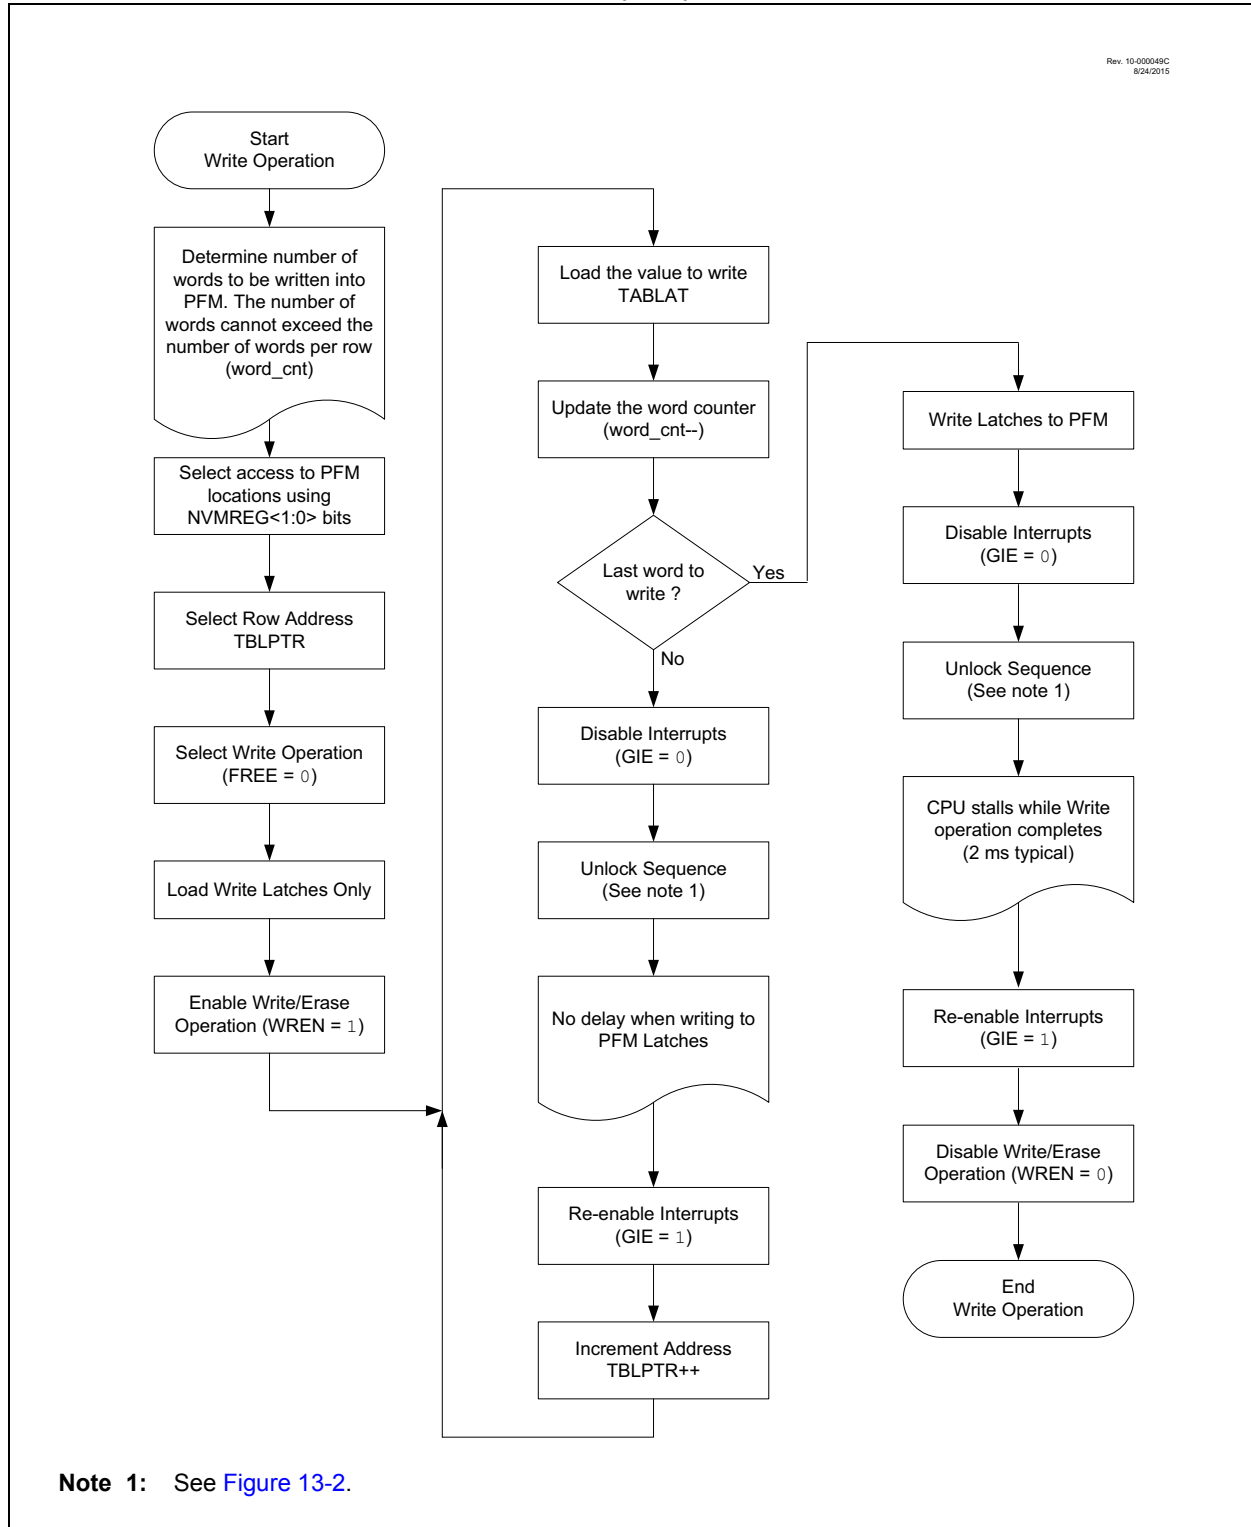 Rev. 10-000049C
8/24/2015
Start
Write Operation
Determine number of
words to be written into
PFM. The number of
words cannot exceed the
number of words per row
(word_cnt)
Select access to PFM
locations using
NVMREG<1:0> bits
Select Row Address
TBLPTR
Select Write Operation
(FREE = 0)
Load Write Latches Only
Enable Write/Erase
Operation (WREN = 1)
Load the value to write
TABLAT
Update the word counter
(word_cnt--)
Last word to
write ?
Yes
No
Disable Interrupts
(GIE = 0)
Unlock Sequence
(See note 1)
No delay when writing to
PFM Latches
Re-enable Interrupts
(GIE = 1)
Increment Address
TBLPTR++
Write Latches to PFM
Disable Interrupts
(GIE = 0)
Unlock Sequence
(See note 1)
CPU stalls while Write
operation completes
(2 ms typical)
Re-enable Interrupts
(GIE = 1)
Disable Write/Erase
Operation (WREN = 0)
End
Write Operation
Note 1: See Figure 13-2.